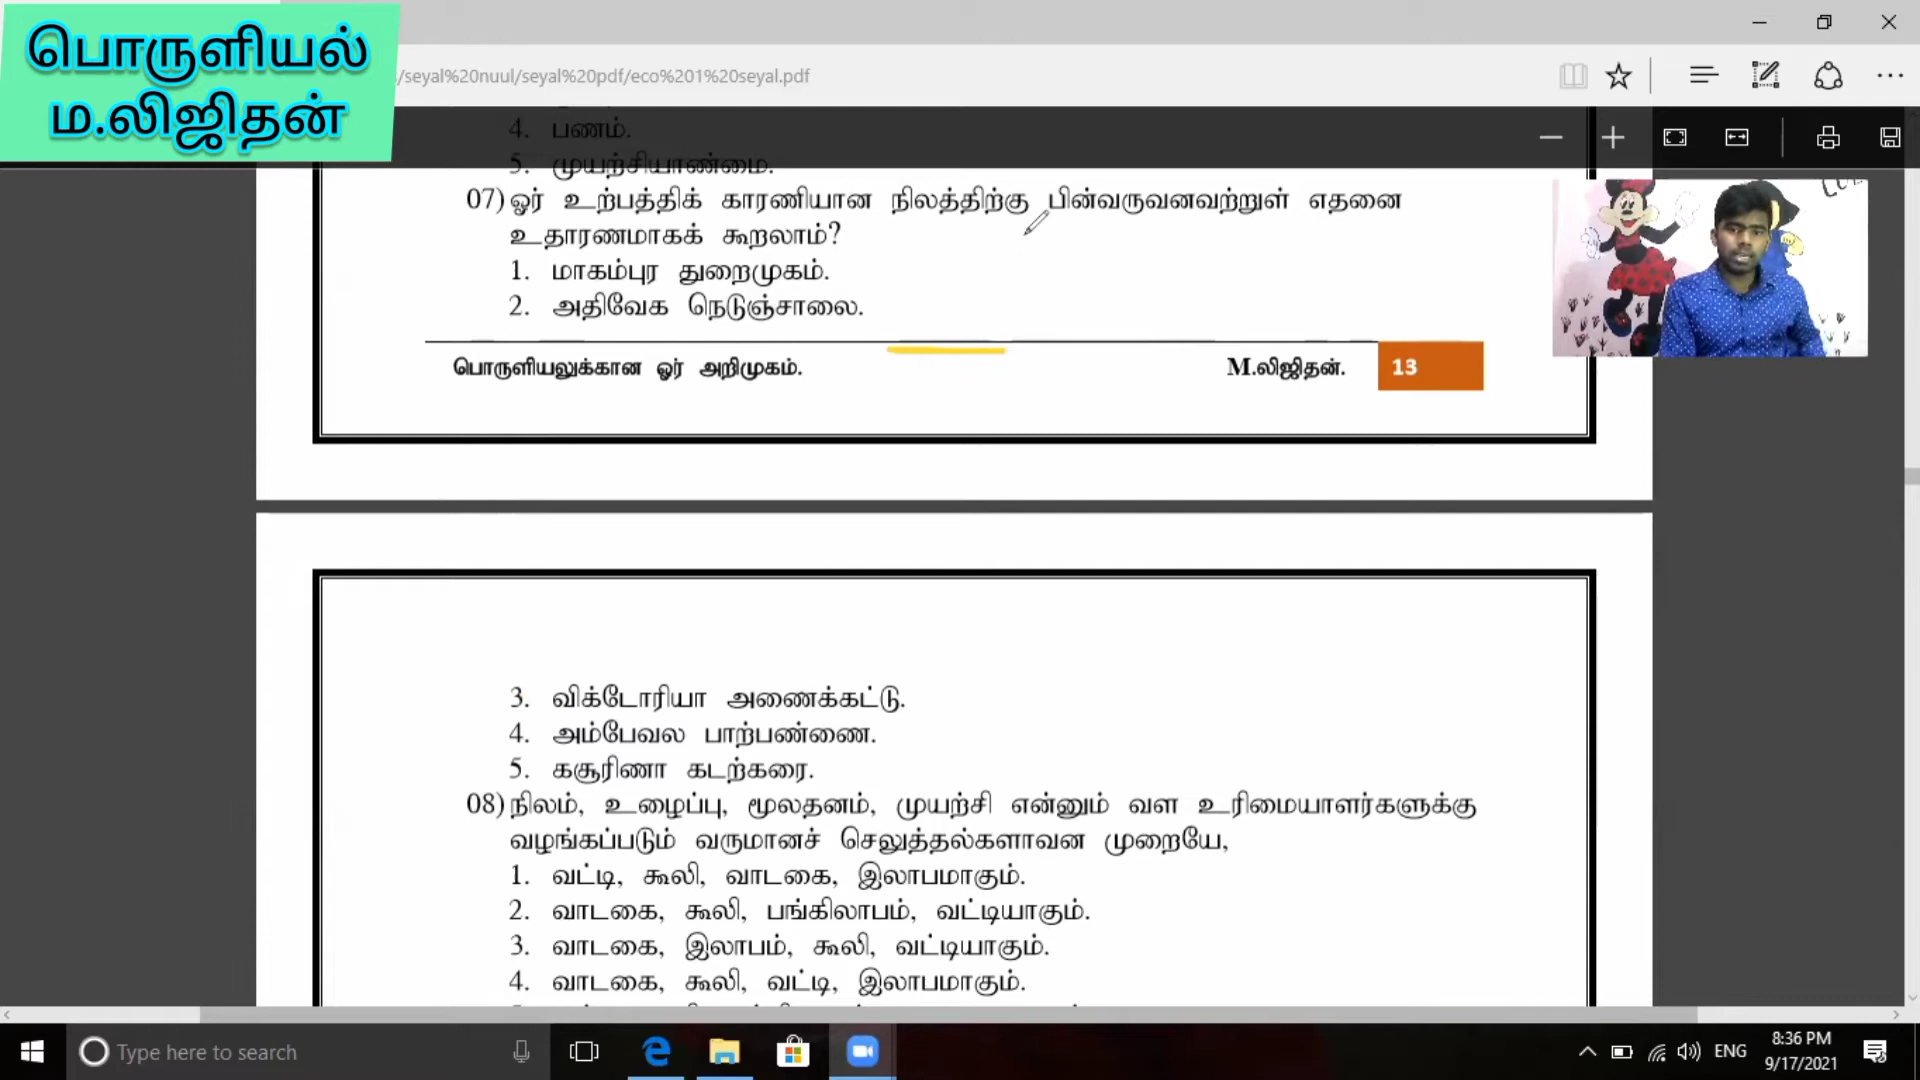 பொருளியல்
ம.லிஜிதன்
/seyal%20nuul/seyal%20pdf/eco%201%20seyal.pdf
4. பணம்.
5. முயற்சியாண்மை.
07) ஓர் உற்பத்திக் காரணியான நிலத்திற்கு பின்வருவனவற்றுள் எதனை
உதாரணமாகக் கூறலாம்?
1. மாகம்புர துறைமுகம்.
2. அதிவேக நெடுஞ்சாலை.
பொருளியலுக்கான ஓர் அறிமுகம். M.லிஜிதன். 13
3. விக்டோரியா அணைக்கட்டு.
4. அம்பேவல பாற்பண்ணை.
5. கசூரிணா கடற்கரை.
08) நிலம், உழைப்பு, மூலதனம், முயற்சி என்னும் வள உரிமையாளர்களுக்கு
வழங்கப்படும் வருமானச் செலுத்தல்களாவன முறையே,
1. வட்டி, கூலி, வாடகை, இலாபமாகும்.
2. வாடகை, கூலி, பங்கிலாபம், வட்டியாகும்.
3. வாடகை, இலாபம், கூலி, வட்டியாகும்.
4. வாடகை, கூலி, வட்டி, இலாபமாகும்.
Type here to search
ENG
8:36 PM
9/17/2021